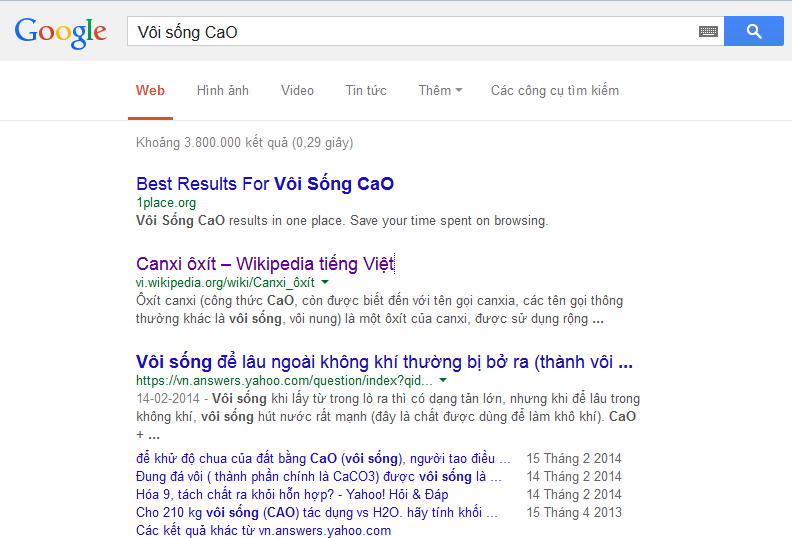 Google
Vôi sống CaO
Web Hình ảnh Video Tin tức Thêm Các công cụ tìm kiếm
Khoảng 3.800.000 kết quả (0,29 giây)
Best Results For Vôi Sống CaO
1place.org
Vôi Sống CaO results in one place. Save your time spent on browsing.
Canxi ôxít – Wikipedia tiếng Việt
vi.wikipedia.org/wiki/Canxi_ôxít
Ôxít canxi (công thức CaO, còn được biết đến với tên gọi canxia, các tên gọi thông
thường khác là vôi sống, vôi nung) là một ôxít của canxi, được sử dụng rộng ...
Vôi sống để lâu ngoài không khí thường bị bở ra (thành vôi ...
https://vn.answers.yahoo.com/question/index?qid...
14-02-2014 - Vôi sống khi lấy từ trong lò ra thì có dạng tản lớn, nhưng khi để lâu trong
không khí, vôi sống hút nước rất mạnh (đây là chất được dùng để làm khô khí). CaO
+ ...
để khử độ chua của đất bằng CaO (vôi sống), người tao điều ... 15 Tháng 2 2014
Đung đá vôi ( thành phần chính là CaCO3) được vôi sống là ... 14 Tháng 2 2014
Hóa 9, tách chất ra khỏi hỗn hợp? - Yahoo! Hỏi & Đáp 14 Tháng 2 2014
Cho 210 kg vôi sống (CAO) tác dụng vs H2O. hãy tính khối ... 15 Tháng 4 2013
Các kết quả khác từ vn.answers.yahoo.com